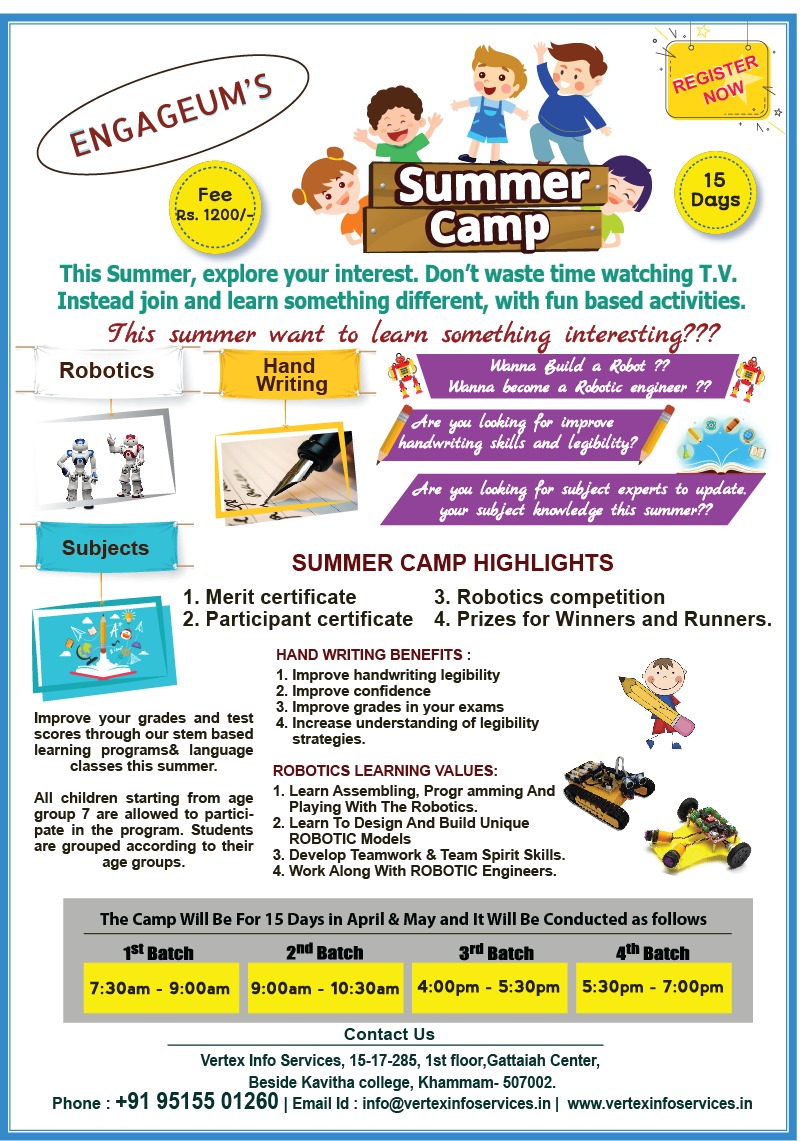 ENGAGEUM'S
REGISTER
NOW
Fee
Rs. 1200/-
Summer
Camp
15
Days
This Summer, explore your interest. Don't waste time watching T.V.
Instead join and learn something different, with fun based activities.
This summer want to learn something interesting???
Robotics
Hand
Writing
Wanna Build a Robot ??
Wanna become a Robotic engineer ??
Are you looking for improve
handwriting skills and legibility?
Are you looking for subject experts to update.
your subject knowledge this summer??
Subjects
SUMMER CAMP HIGHLIGHTS
1. Merit certificate
2. Participant certificate
3. Robotics competition
4. Prizes for Winners and Runners.
Improve your grades and test
scores through our stem based
learning programs& language
classes this summer.
All children starting from age
group 7 are allowed to partici-
pate in the program. Students
are grouped according to their
age groups.
HAND WRITING BENEFITS :
1. Improve handwriting legibility
2. Improve confidence
3. Improve grades in your exams
4. Increase understanding of legibility
strategies.
ROBOTICS LEARNING VALUES:
1. Learn Assembling, Progr amming And
Playing With The Robotics.
2. Learn To Design And Build Unique
ROBOTIC Models
3. Develop Teamwork & Team Spirit Skills.
4. Work Along With ROBOTIC Engineers.
The Camp Will Be For 15 Days in April & May and It Will Be Conducted as follows
1st Batch 2nd Batch 3rd Batch 4th Batch
7:30am - 9:00am 9:00am - 10:30am 4:00pm - 5:30pm 5:30pm - 7:00pm
Contact Us
Vertex Info Services, 15-17-285, 1st floor,Gattaiah Center,
Beside Kavitha college, Khammam- 507002.
Phone : +91 95155 01260 | Email Id : info@vertexinfoservices.in | www.vertexinfoservices.in